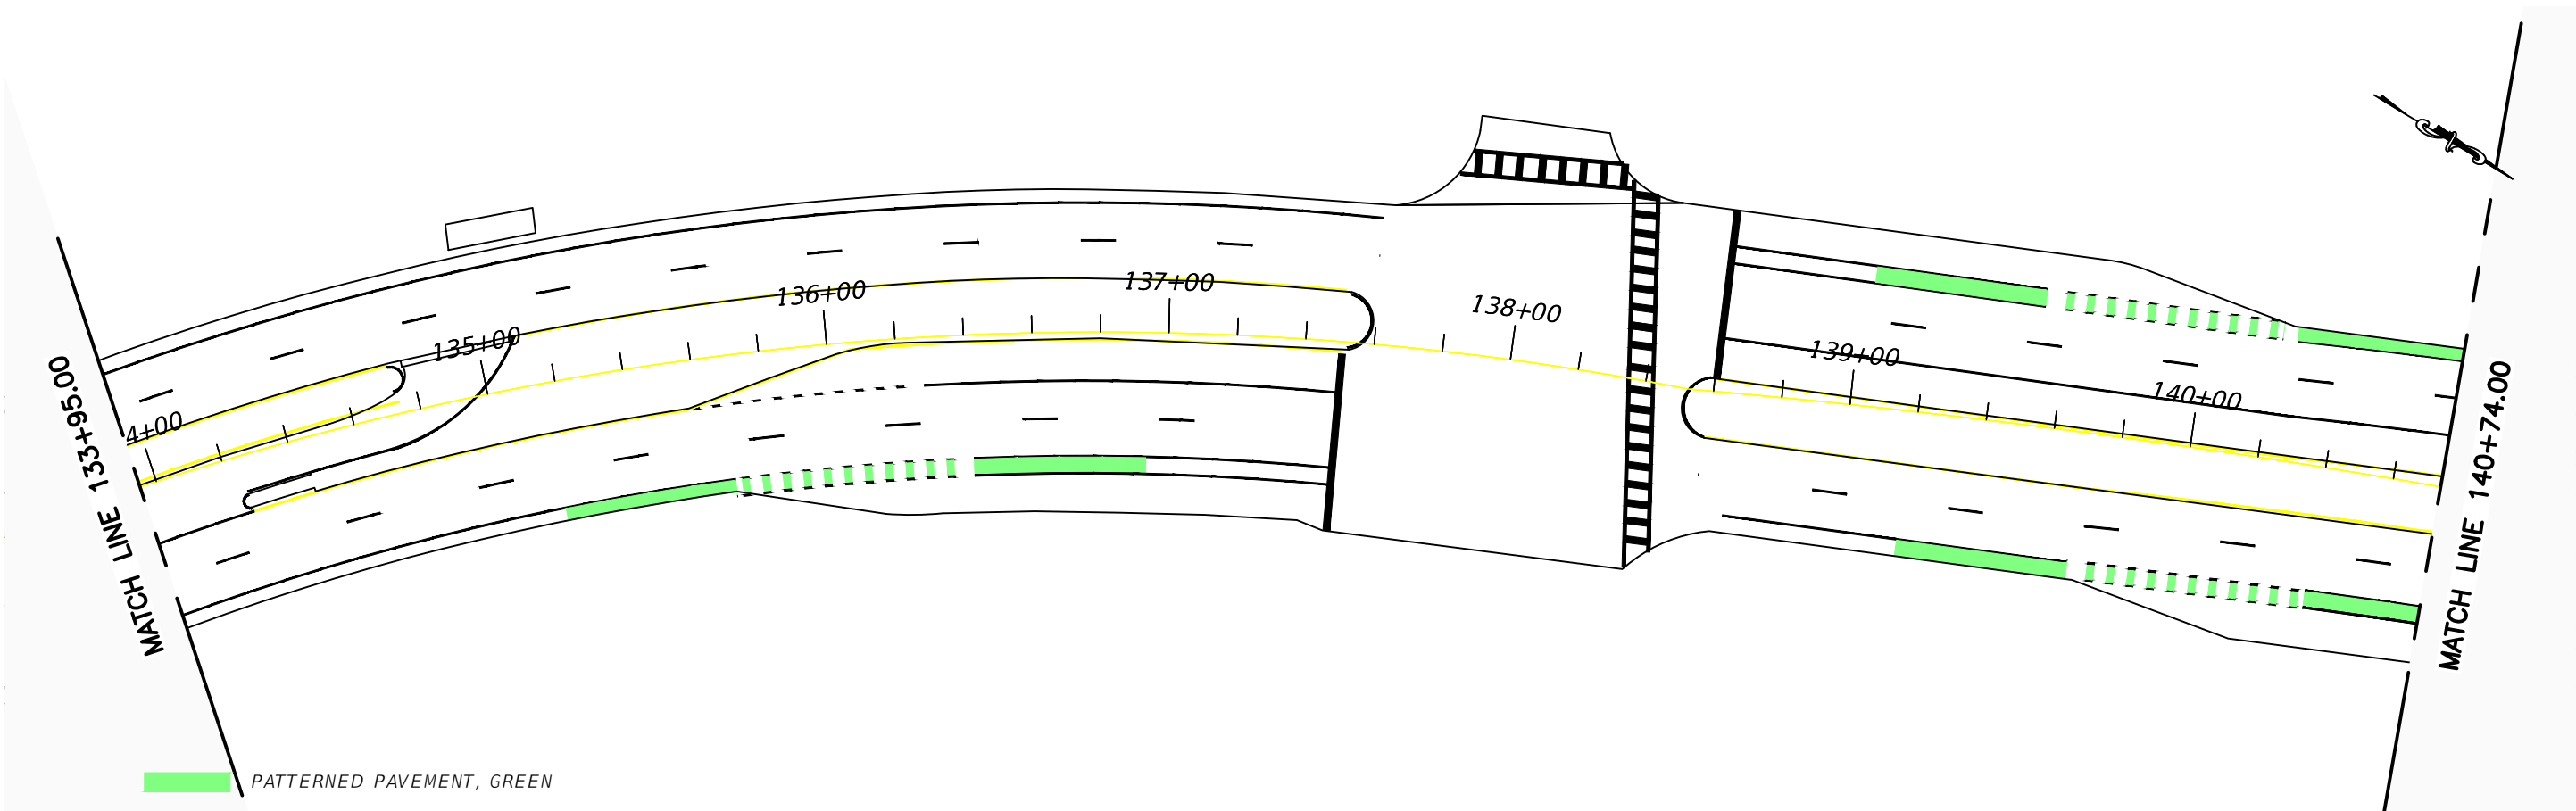 MATCH LINE 133+95.00
4+00
135+00
136+00
137+00
138+00
139+00
140+00
MATCH LINE 140+74.00
PATTERNED PAVEMENT, GREEN